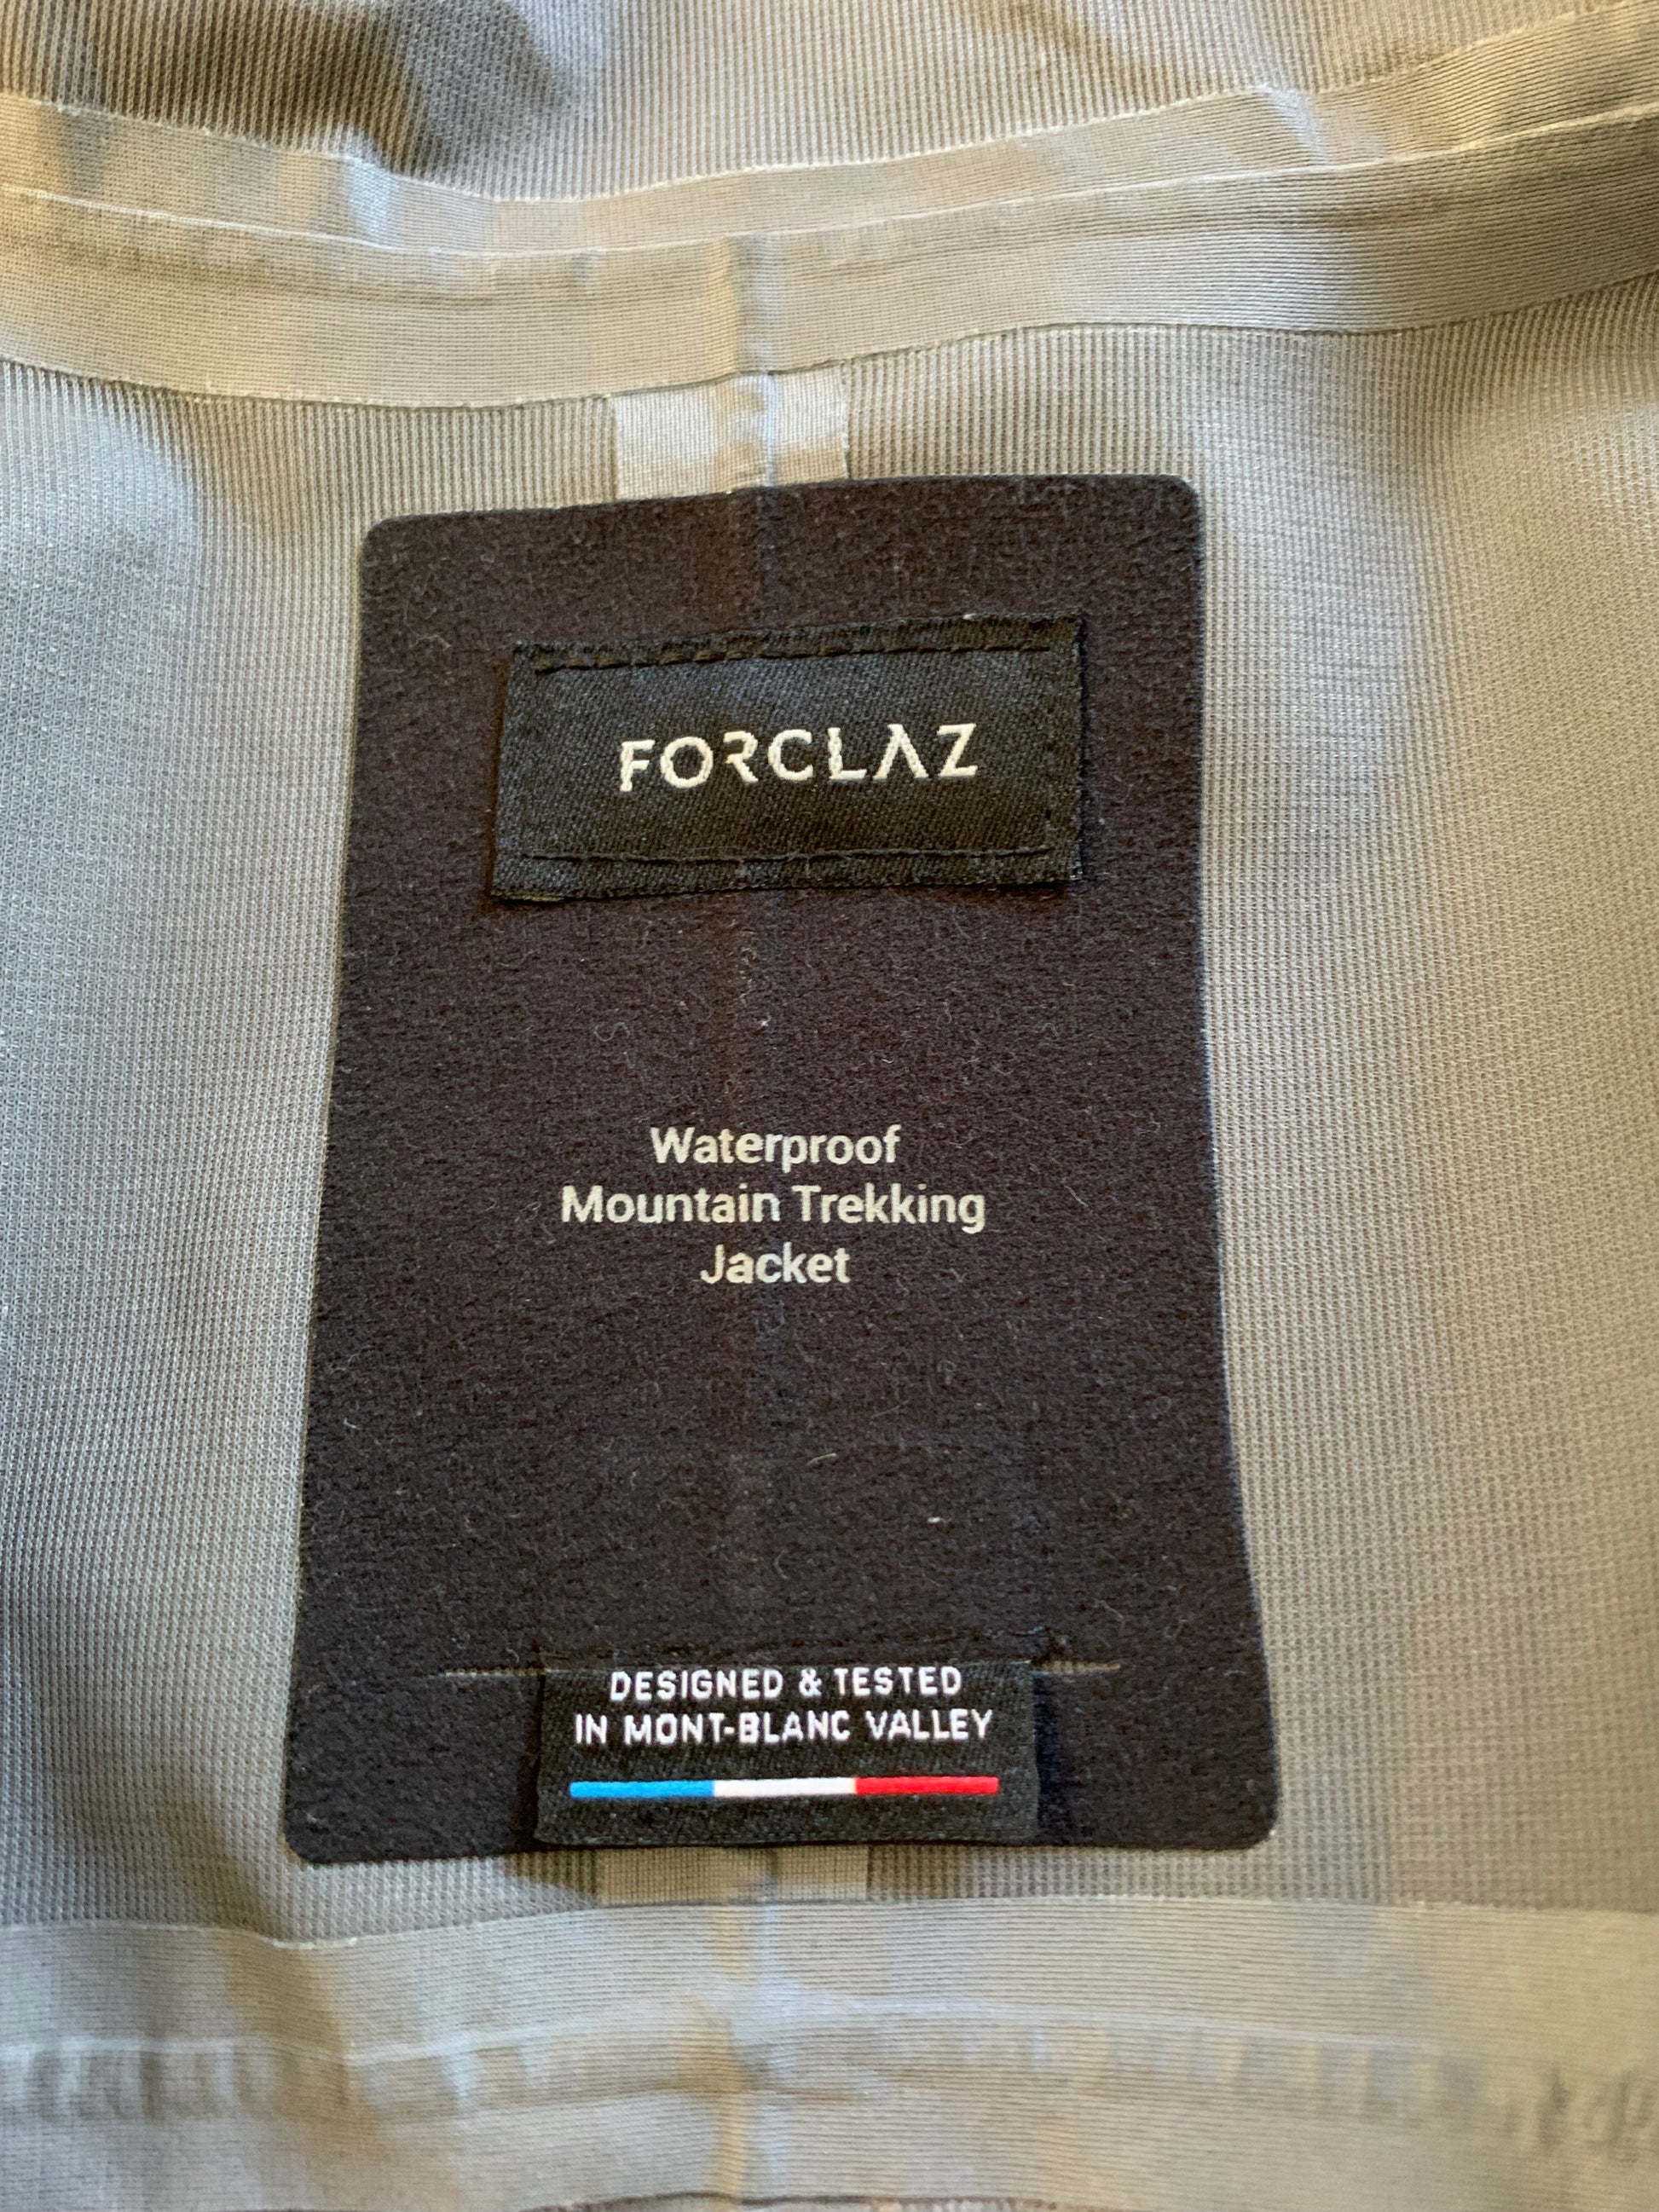 FORCLAZ
Waterproof
Mountain Trekking
Jacket
DESIGNED & TESTED
IN MONT-BLANC VALLEY